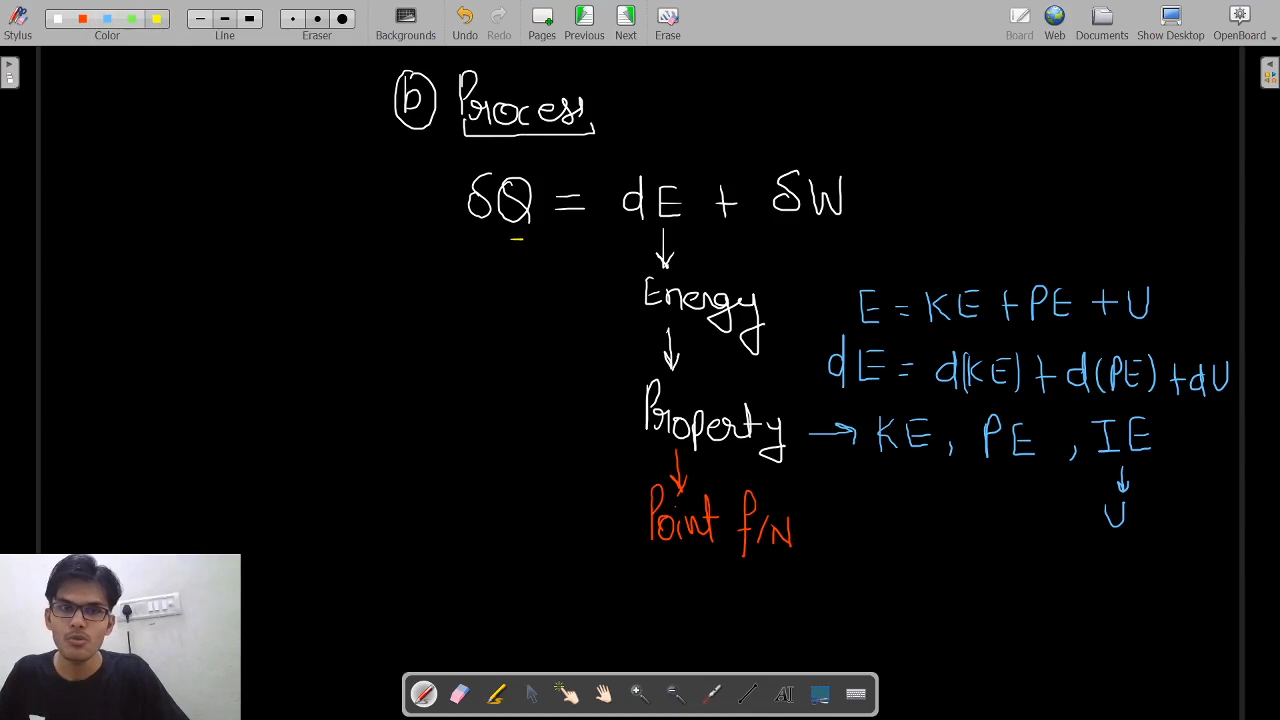 Stylus Color Line Eraser Backgrounds Undo Redo Pages Previous Next Erase Board Web Documents Show Desktop OpenBoard
b Process
δQ = dE + δW
Energy
E = KE + PE + U
dE = d(KE) + d(PE) + dU
Property → KE, PE, IE
U
Point f/N
AI